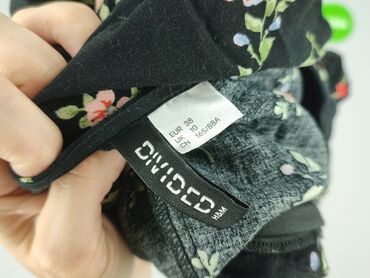 EUR 38
UK 10
CN 165/88A
DIVIDED
H&M